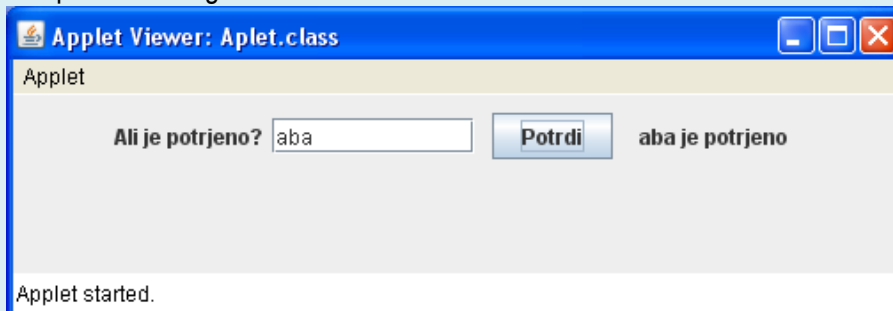 Applet Viewer: Aplet.class
Applet
Ali je potrjeno? aba Potrdi aba je potrjeno
Applet started.